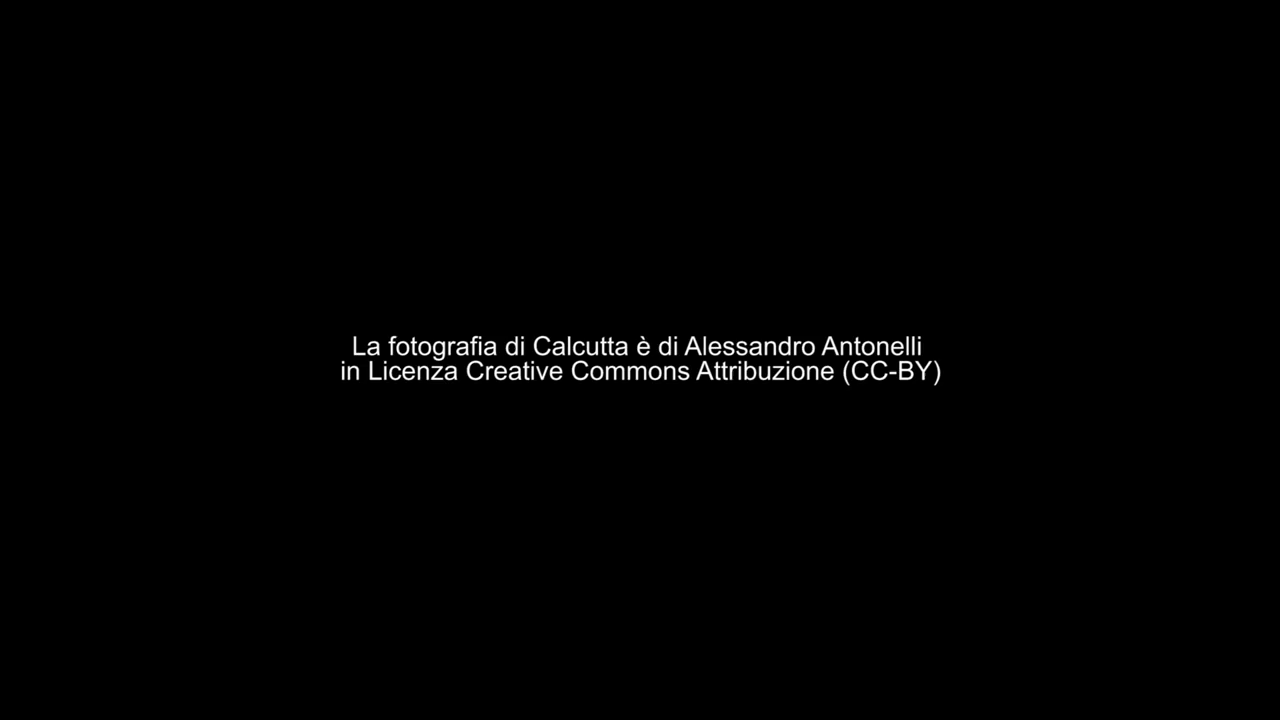 La fotografia di Calcutta è di Alessandro Antonelli
in Licenza Creative Commons Attribuzione (CC-BY)